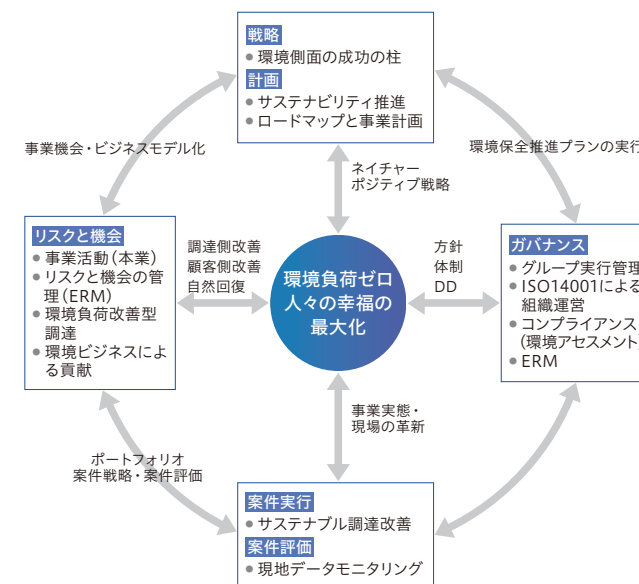 戦略
● 環境側面の成功の柱
計画
● サステナビリティ推進
● ロードマップと事業計画
事業機会・ビジネスモデル化
環境保全推進プランの実行
ネイチャー
ポジティブ戦略
リスクと機会
● 事業活動（本業）
● リスクと機会の管
理（ERM）
● 環境負荷改善型
調達
● 環境ビジネスによ
る貢献
調達側改善
顧客側改善
自然回復
環境負荷ゼロ
人々の幸福の
最大化
方針
体制
DD
ガバナンス
● グループ実行管理
● ISO14001による
組織運営
● コンプライアンス
（環境アセスメント）
● ERM
事業実態・
現場の革新
ポートフォリオ
案件戦略・案件評価
案件実行
● サステナブル調達改善
案件評価
● 現地データモニタリング